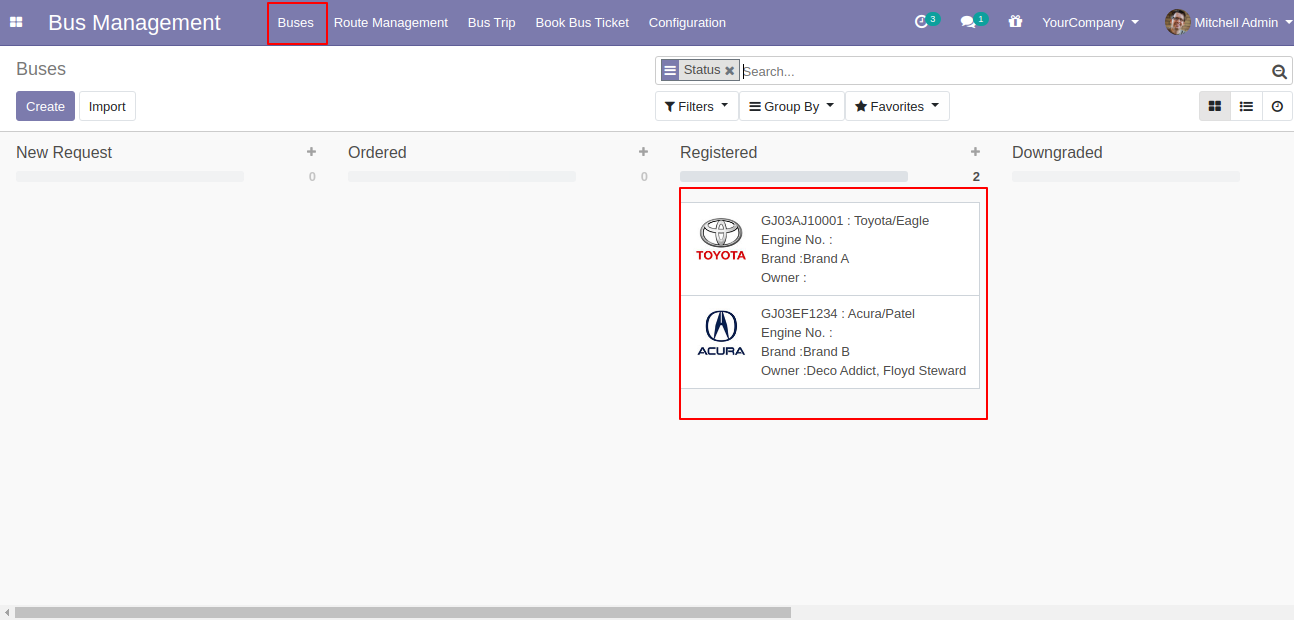 Bus Management Buses Route Management Bus Trip Book Bus Ticket Configuration 3 1 YourCompany Mitchell Admin
Buses
Status Search...
Create Import
Filters Group By Favorites
New Request
0
Ordered
0
Registered
2
Downgraded
TOYOTA
GJ03AJ10001 : Toyota/Eagle
Engine No. :
Brand :Brand A
Owner :
ACURA
GJ03EF1234 : Acura/Patel
Engine No. :
Brand :Brand B
Owner :Deco Addict, Floyd Steward